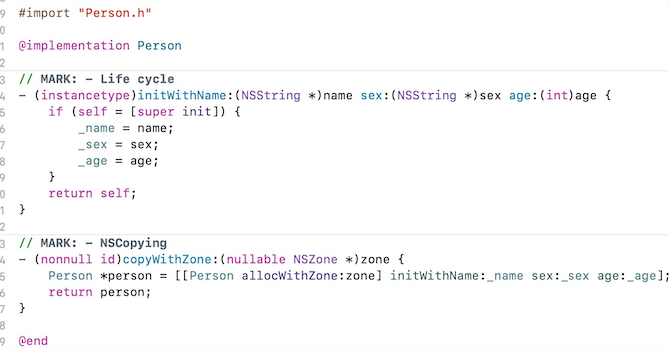 9 #import "Person.h"
0
1 @implementation Person
2
3 // MARK: - Life cycle
4 - (instancetype)initWithName:(NSString *)name sex:(NSString *)sex age:(int)age {
5     if (self = [super init]) {
6         _name = name;
7         _sex = sex;
8         _age = age;
9     }
0     return self;
1 }
2
3 // MARK: - NSCopying
4 - (nonnull id)copyWithZone:(nullable NSZone *)zone {
5     Person *person = [[Person allocWithZone:zone] initWithName:_name sex:_sex age:_age];
6     return person;
7 }
8
9 @end